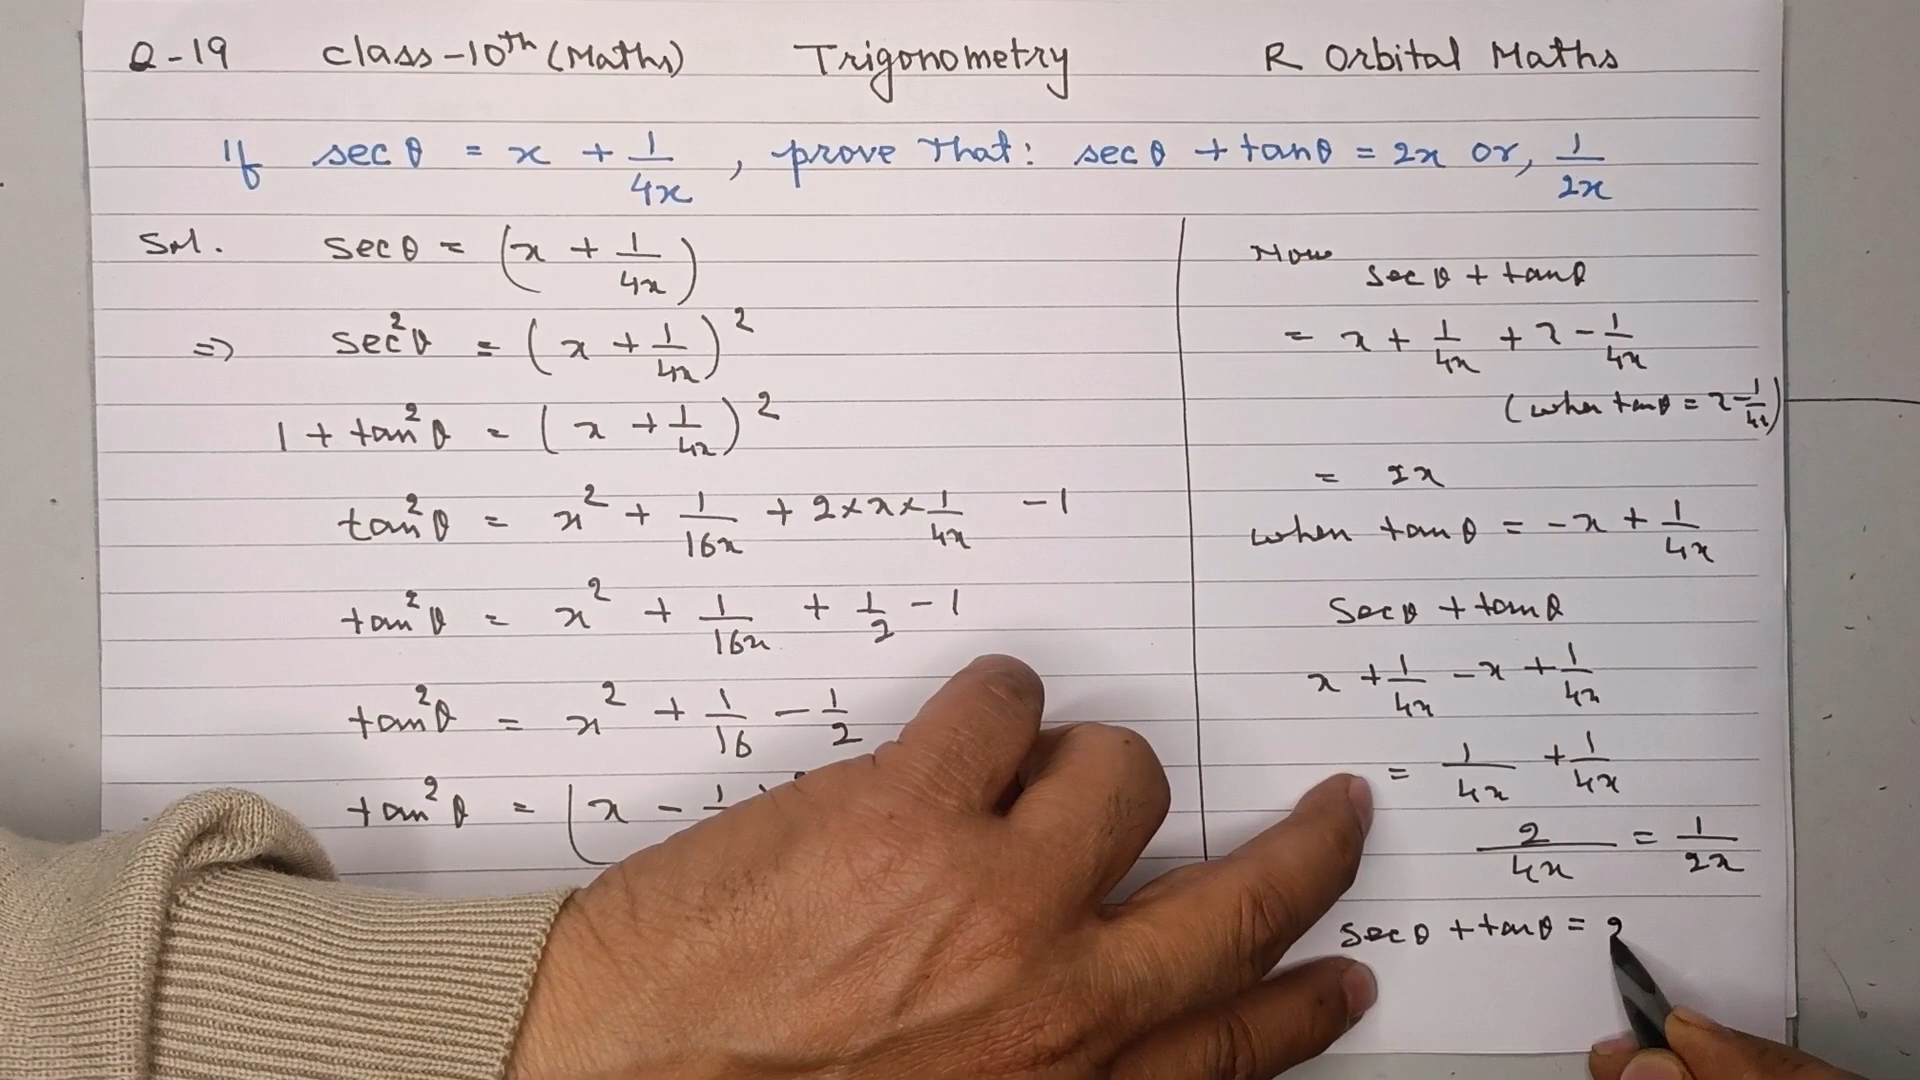 Q-19 Class-10th (Maths) Trigonometry R Orbital Maths
If sec θ = x + 1/4x , prove that: sec θ + tan θ = 2x or, 1/2x
Sol. sec θ = (x + 1/4x)
⇒ sec²θ = (x + 1/4x)²
1 + tan²θ = (x + 1/4x)²
tan²θ = x² + 1/16x + 2×x×1/4x - 1
tan²θ = x² + 1/16x + 1/2 - 1
tan²θ = x² + 1/16 - 1/2
tan²θ = (x - 1
Now
sec θ + tan θ
= x + 1/4x + x - 1/4x
(when tan θ = x - 1/4x)
= 2x
when tan θ = -x + 1/4x
sec θ + tan θ
x + 1/4x - x + 1/4x
= 1/4x + 1/4x
2/4x = 1/2x
sec θ + tan θ = 2